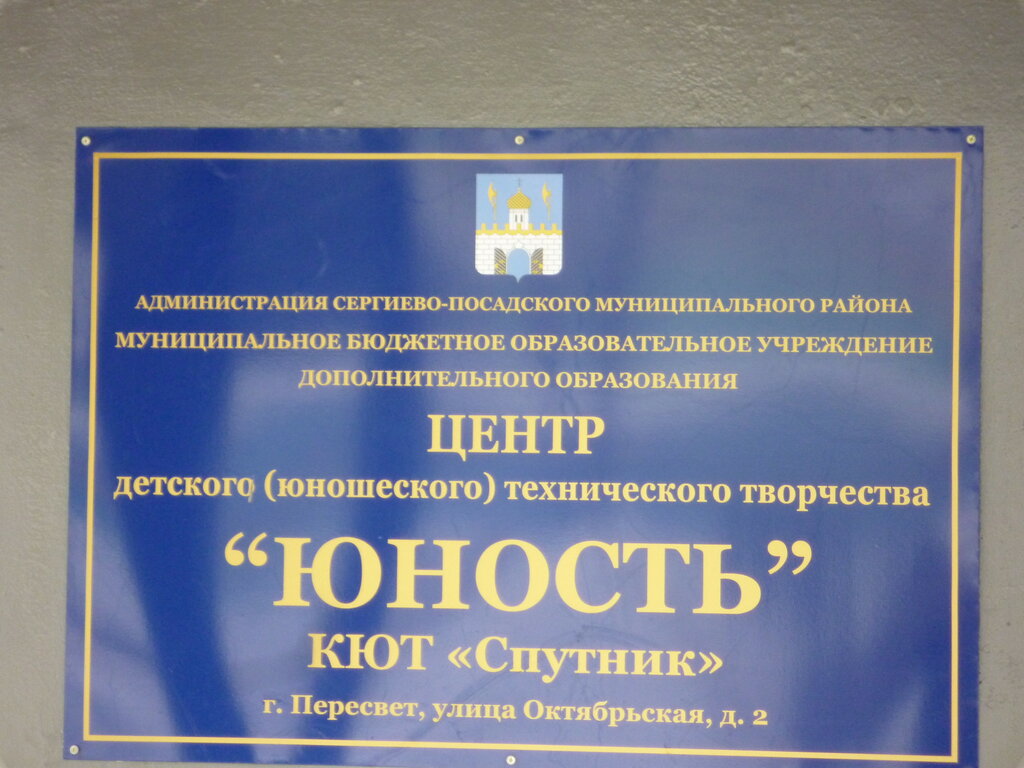 АДМИНИСТРАЦИЯ СЕРГИЕВО-ПОСАДСКОГО МУНИЦИПАЛЬНОГО РАЙОНА
МУНИЦИПАЛЬНОЕ БЮДЖЕТНОЕ ОБРАЗОВАТЕЛЬНОЕ УЧРЕЖДЕНИЕ
ДОПОЛНИТЕЛЬНОГО ОБРАЗОВАНИЯ
ЦЕНТР
детского (юношеского) технического творчества
“ЮНОСТЬ”
КЮТ «Спутник»
г. Пересвет, улица Октябрьская, д. 2